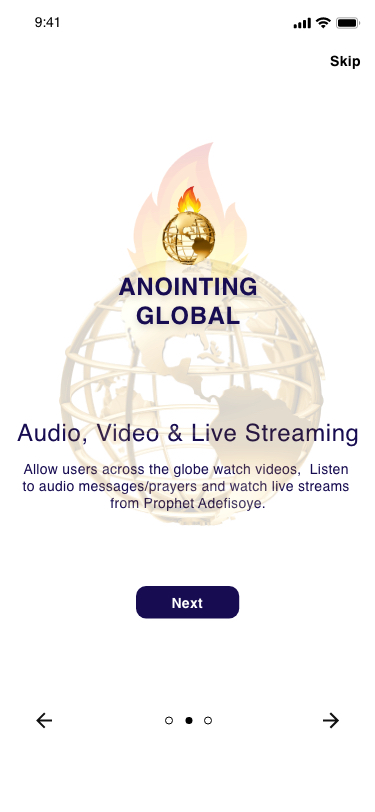 9:41
Skip
ANOINTING
GLOBAL
Audio, Video & Live Streaming
Allow users across the globe watch videos,  Listen
to audio messages/prayers and watch live streams
from Prophet Adefisoye.
Next